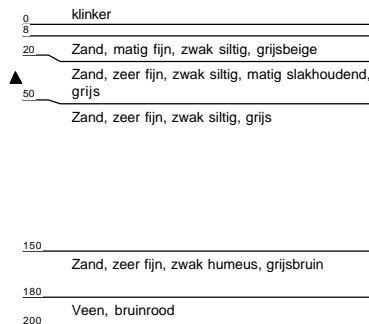 0
klinker
8
20
Zand, matig fijn, zwak siltig, grijsbeige
Zand, zeer fijn, zwak siltig, matig slakhoudend,
grijs
50
Zand, zeer fijn, zwak siltig, grijs
150
Zand, zeer fijn, zwak humeus, grijsbruin
180
Veen, bruinrood
200